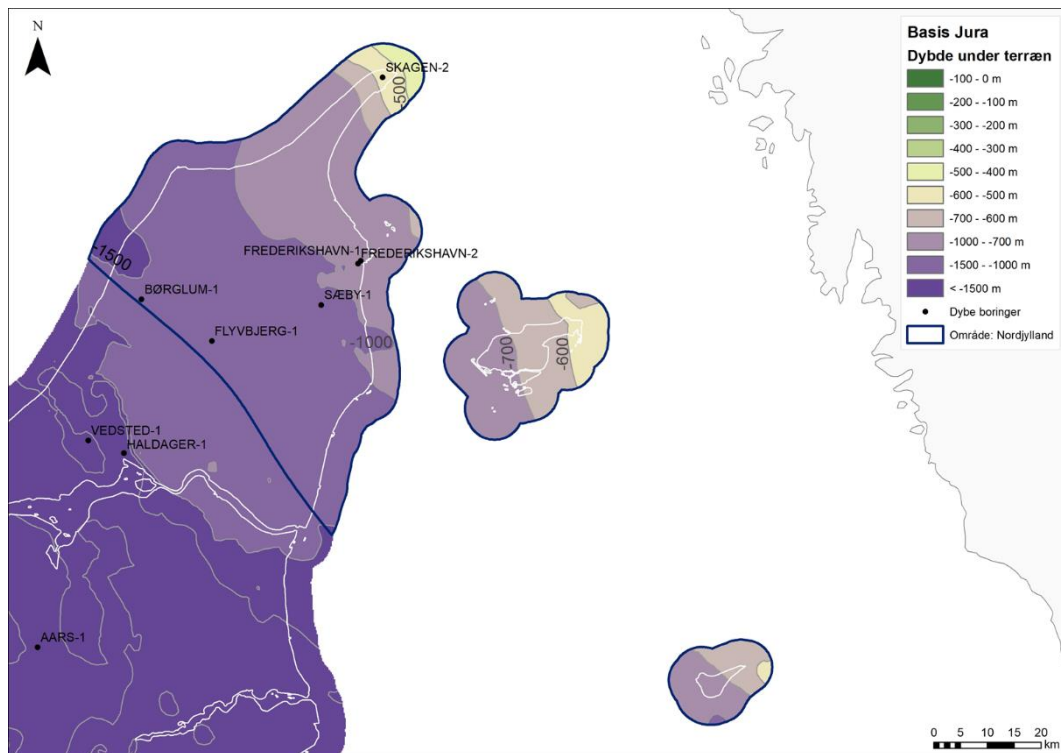 N
SKAGEN-2
-500
FREDERIKSHAVN-1
FREDERIKSHAVN-2
-1500
BØRGLUM-1
SÆBY-1
FLYVBJERG-1
-1000
-700
-600
VEDSTED-1
HALDAGER-1
AARS-1
Basis Jura
Dybde under terræn
-100 - 0 m
-200 - -100 m
-300 - -200 m
-400 - -300 m
-500 - -400 m
-600 - -500 m
-700 - -600 m
-1000 - -700 m
-1500 - -1000 m
< -1500 m
Dybe boringer
Område: Nordjylland
0 5 10 15 20
km